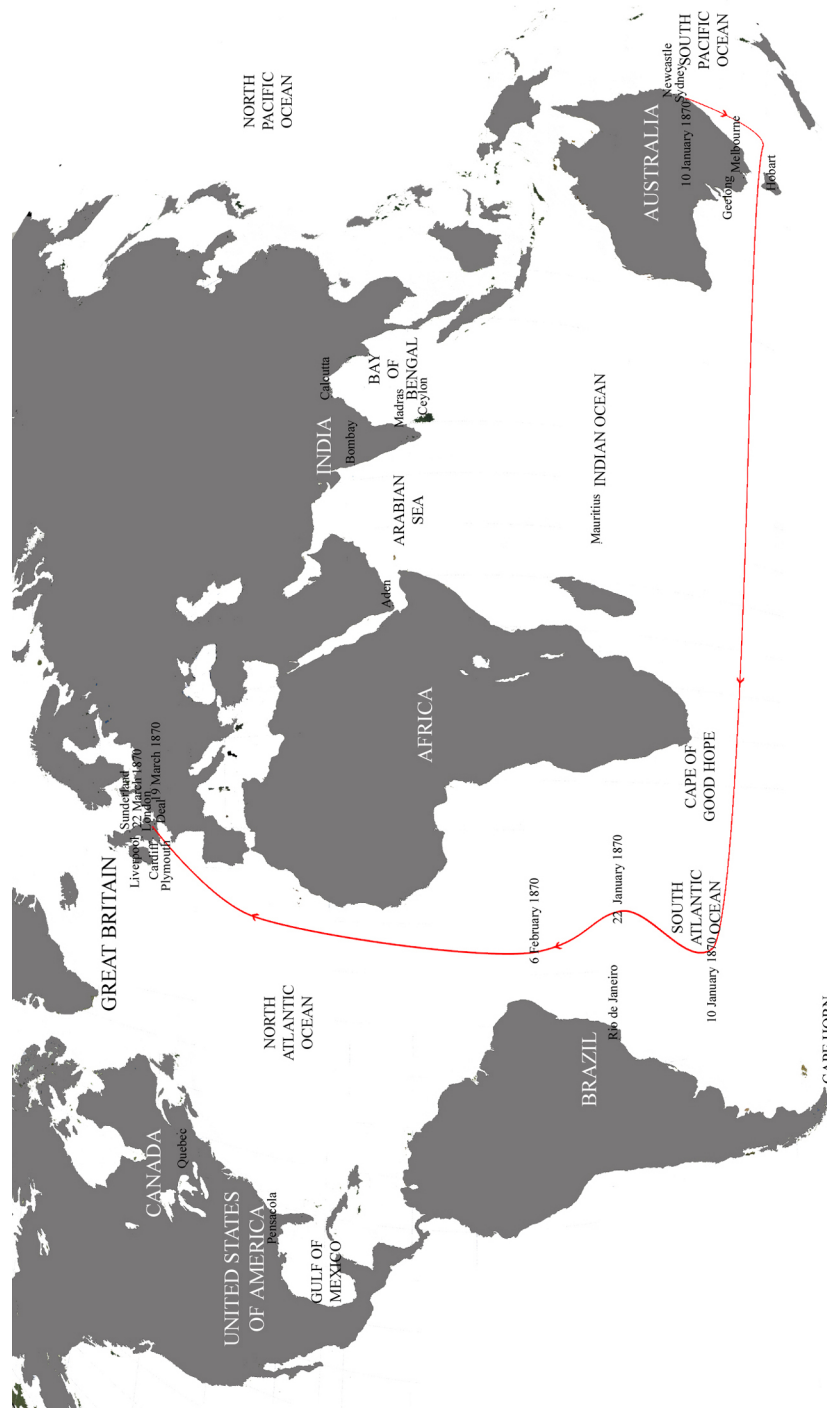 GREAT BRITAIN
Liverpool
Sunderland
22 March 1870
London
Cardiff
Deal
19 March 1870
Plymouth
CANADA
Quebec
UNITED STATES
OF AMERICA
Pensacola
GULF OF
MEXICO
NORTH
ATLANTIC
OCEAN
NORTH
PACIFIC
OCEAN
INDIA
Calcutta
Bombay
BAY
OF
BENGAL
Madras
Ceylon
ARABIAN
SEA
Aden
AFRICA
6 February 1870
BRAZIL
Rio de Janeiro
22 January 1870
Mauritius
INDIAN OCEAN
AUSTRALIA
Newcastle
Sydney
10 January 1870
SOUTH
PACIFIC
OCEAN
SOUTH
ATLANTIC
OCEAN
10 January 1870
CAPE OF
GOOD HOPE
Geelong
Melbourne
Hobart
CAPE HORN